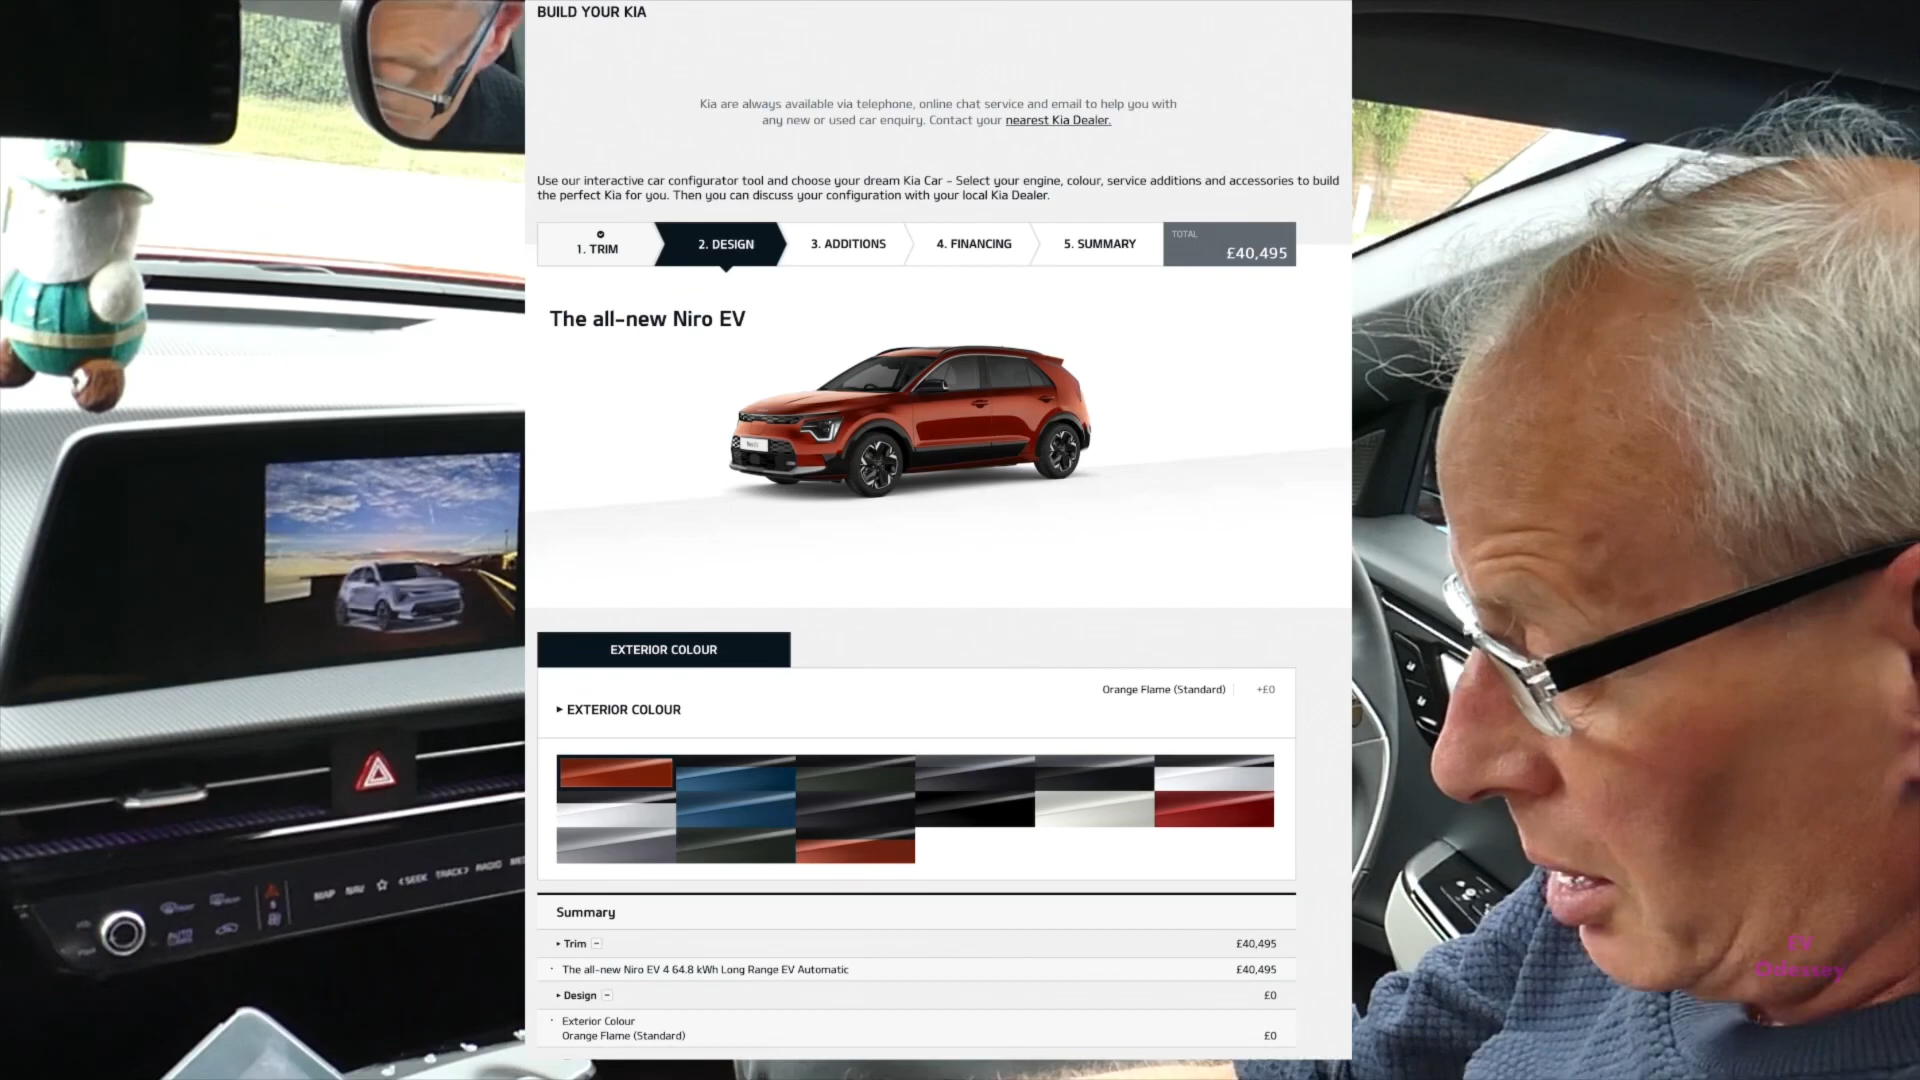 BUILD YOUR KIA
Kia are always available via telephone, online chat service and email to help you with
any new or used car enquiry. Contact your nearest Kia Dealer.
Use our interactive car configurator tool and choose your dream Kia Car – Select your engine, colour, service additions and accessories to build
the perfect Kia for you. Then you can discuss your configuration with your local Kia Dealer.
1. TRIM
2. DESIGN
3. ADDITIONS
4. FINANCING
5. SUMMARY
TOTAL
£40,495
The all-new Niro EV
EXTERIOR COLOUR
Orange Flame (Standard) +£0
EXTERIOR COLOUR
Summary
Trim £40,495
The all-new Niro EV 4 64.8 kWh Long Range EV Automatic £40,495
Design £0
Exterior Colour
Orange Flame (Standard) £0
MAP NAV ☆ <SEEK TRACK> RADIO
EV
Odessey